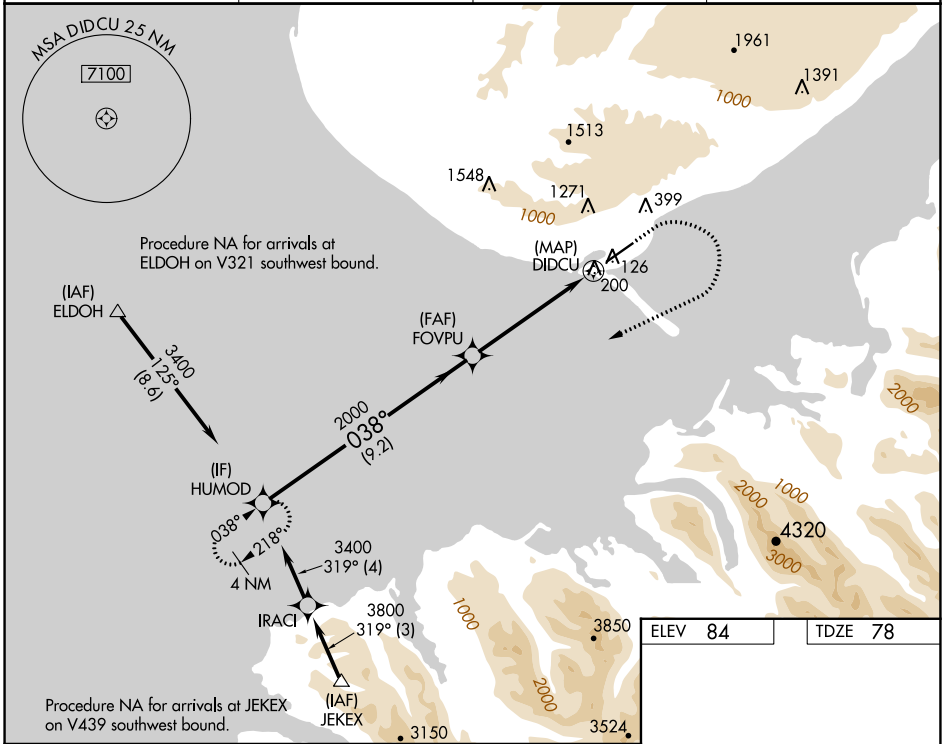 MSA DIDCU 25 NM
7100
1961
1391
1000
1513
1548
1271
399
1000
Procedure NA for arrivals at
ELDOH on V321 southwest bound.
(MAP)
DIDCU
126
200
(IAF)
ELDOH
(FAF)
FOVPU
3400
125°
(8.6)
2000
038°
(9.2)
2000
(IF)
HUMOD
038°
218°
4 NM
3400
319° (4)
2000
1000
4320
3000
IRACI
3800
319° (3)
1000
3850
2000
ELEV 84
TDZE 78
(IAF)
JEKEX
Procedure NA for arrivals at JEKEX
on V439 southwest bound.
3150
3524